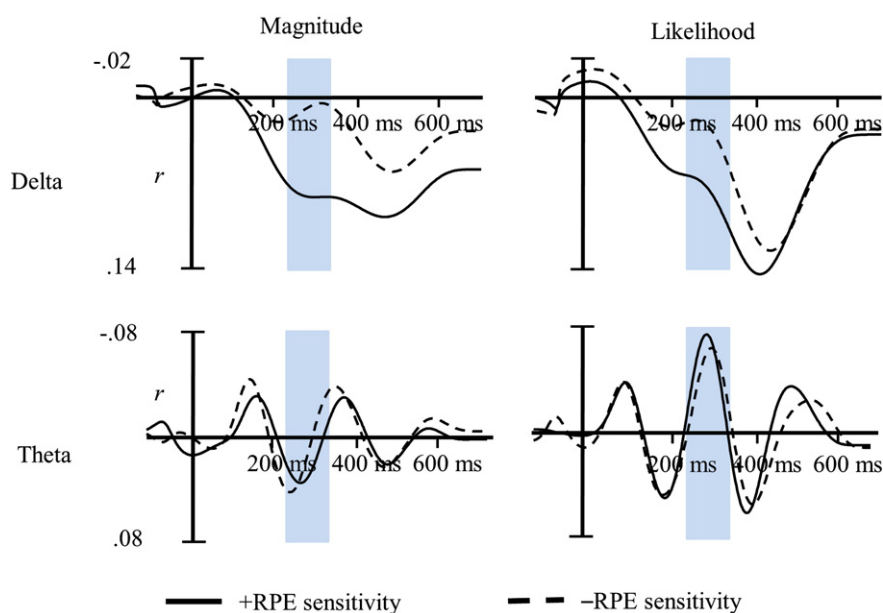 Magnitude
Likelihood
-.02
200 ms 400 ms 600 ms
200 ms 400 ms 600 ms
Delta
r
.14
-.08
r
200 ms 400 ms 600 ms
200 ms 400 ms 600 ms
Theta
.08
+RPE sensitivity
–RPE sensitivity